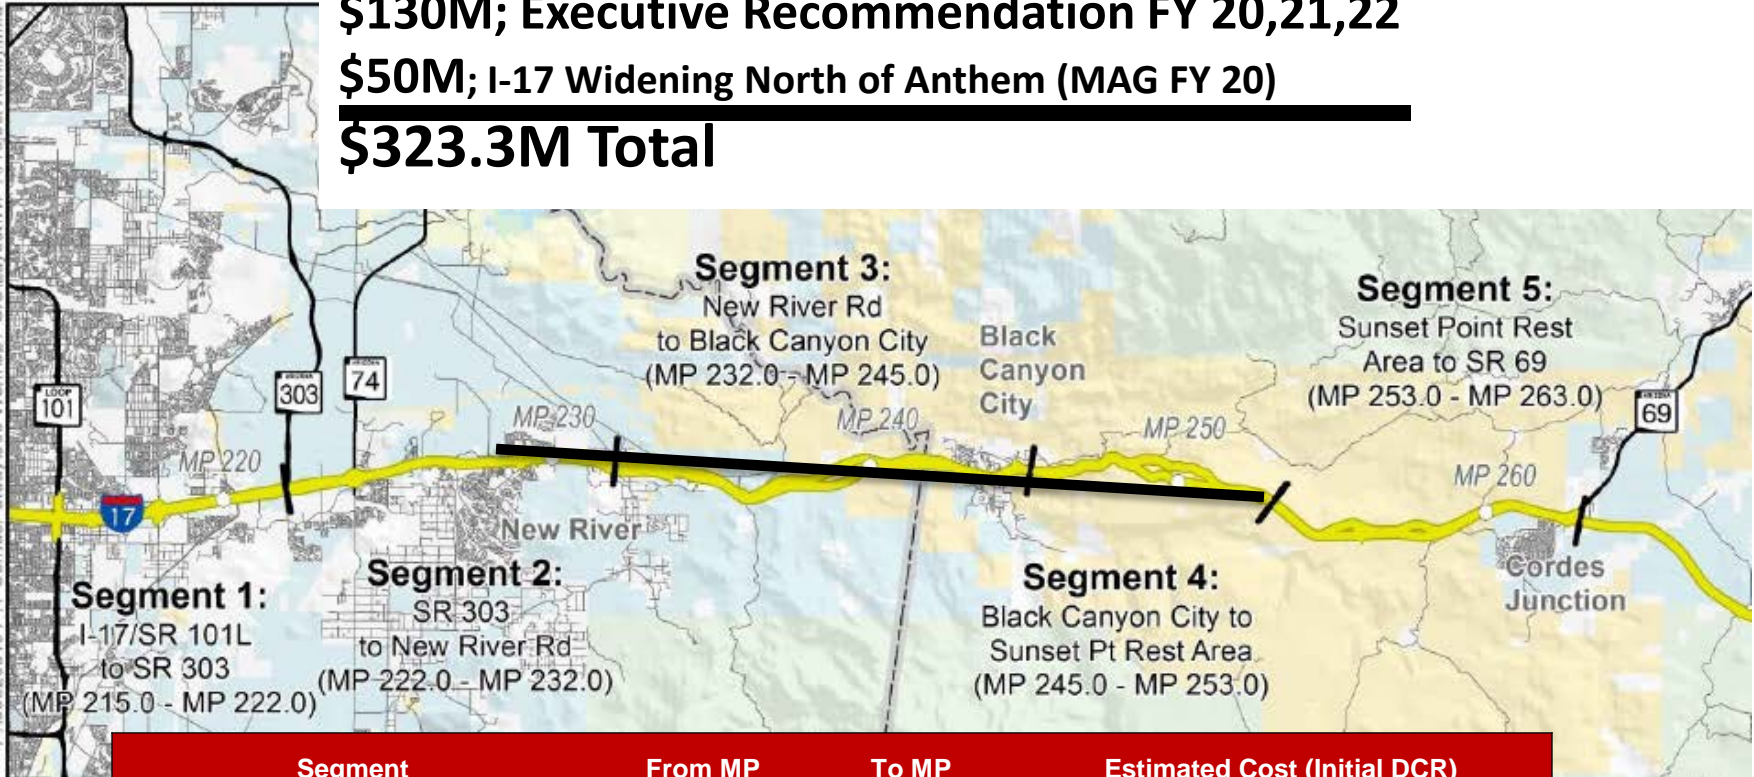 $130M; Executive Recommendation FY 20,21,22
$50M; I-17 Widening North of Anthem (MAG FY 20)
$323.3M Total
Segment 3:
New River Rd
to Black Canyon City
(MP 232.0 - MP 245.0)
Black
Canyon
City
Segment 5:
Sunset Point Rest
Area to SR 69
(MP 253.0 - MP 263.0)
LOOP
101
303
74
69
MP 220
MP 230
MP 240
MP 250
MP 260
17
New River
Cordes
Junction
Segment 1:
I-17/SR 101L
to SR 303
(MP 215.0 - MP 222.0)
Segment 2:
SR 303
to New River Rd
(MP 222.0 - MP 232.0)
Segment 4:
Black Canyon City to
Sunset Pt Rest Area
(MP 245.0 - MP 253.0)
Segment From MP To MP Estimated Cost (Initial DCR)